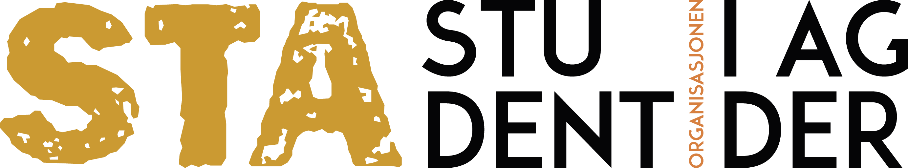 STA
STU
DENT
ORGANISASJONEN
I AG
DER